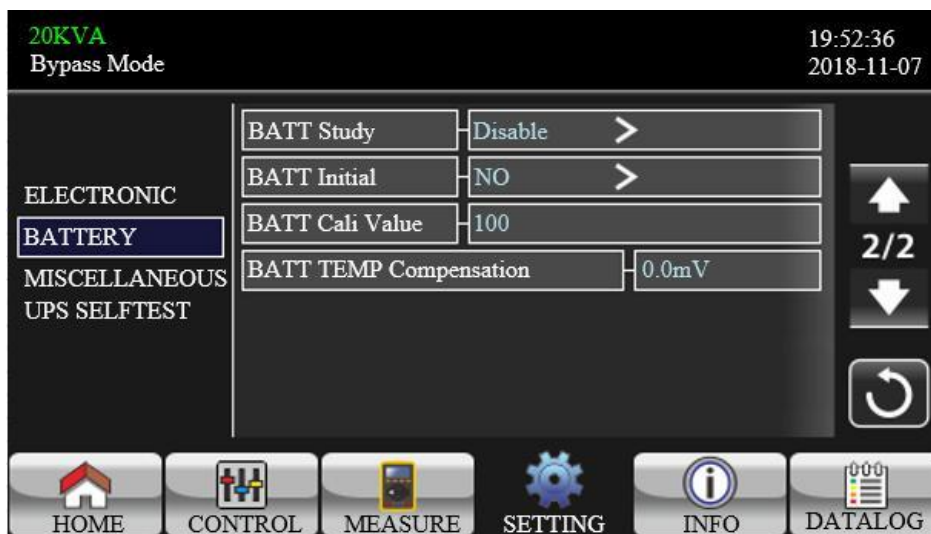 20KVA
Bypass Mode
19:52:36
2018-11-07
ELECTRONIC
BATTERY
MISCELLANEOUS
UPS SELFTEST
BATT Study Disable >
BATT Initial NO >
BATT Cali Value 100
BATT TEMP Compensation 0.0mV
2/2
HOME CONTROL MEASURE SETTING INFO DATALOG